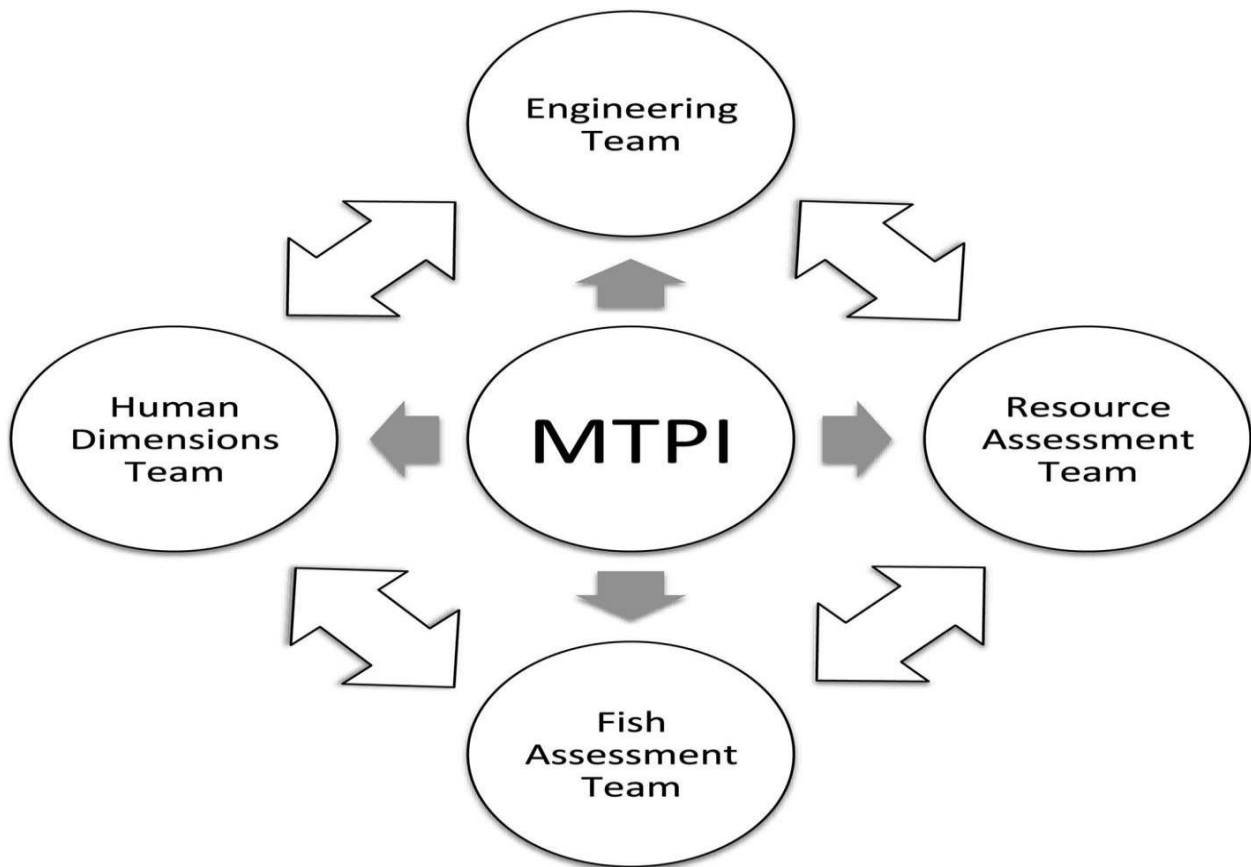 Engineering
Team
Human
Dimensions
Team
MTPI
Resource
Assessment
Team
Fish
Assessment
Team